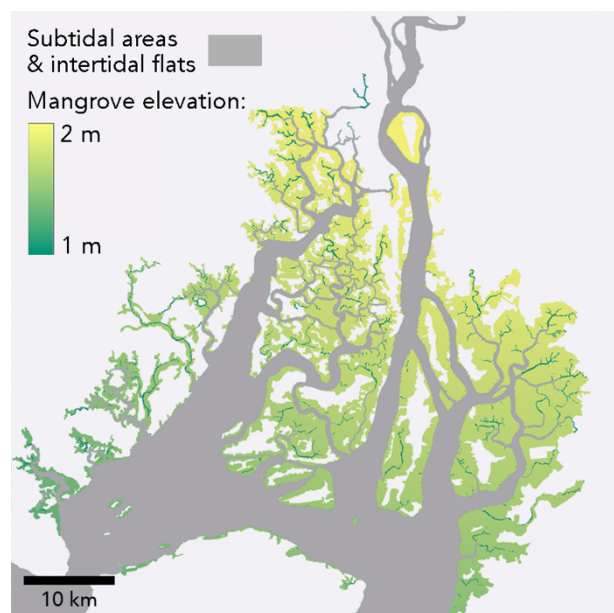 Subtidal areas
& intertidal flats
Mangrove elevation:
2 m
1 m
10 km